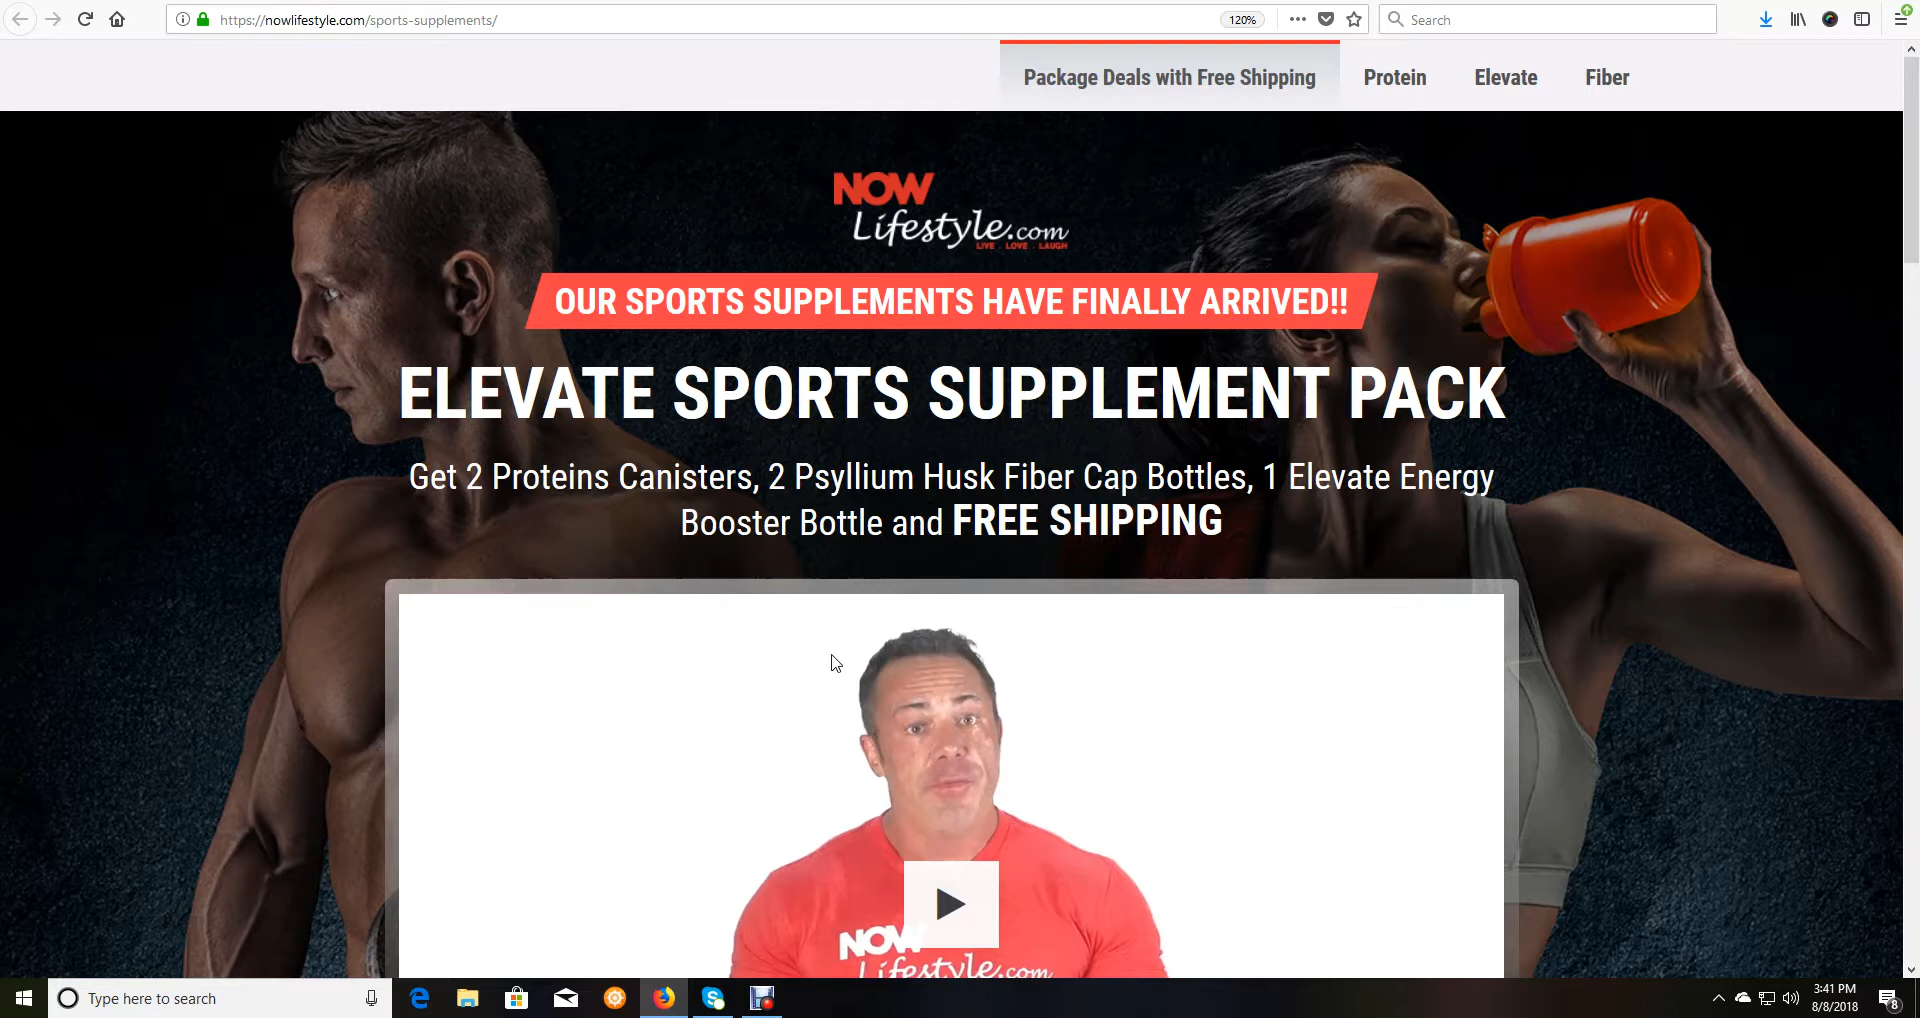 https://nowlifestyle.com/sports-supplements/
120%
Search
Package Deals with Free Shipping
Protein
Elevate
Fiber
NOW
Lifestyle.com
LIVE . LOVE . LAUGH
OUR SPORTS SUPPLEMENTS HAVE FINALLY ARRIVED!!
ELEVATE SPORTS SUPPLEMENT PACK
Get 2 Proteins Canisters, 2 Psyllium Husk Fiber Cap Bottles, 1 Elevate Energy
Booster Bottle and FREE SHIPPING
NOW
Lifestyle.com
Type here to search
3:41 PM
8/8/2018
8